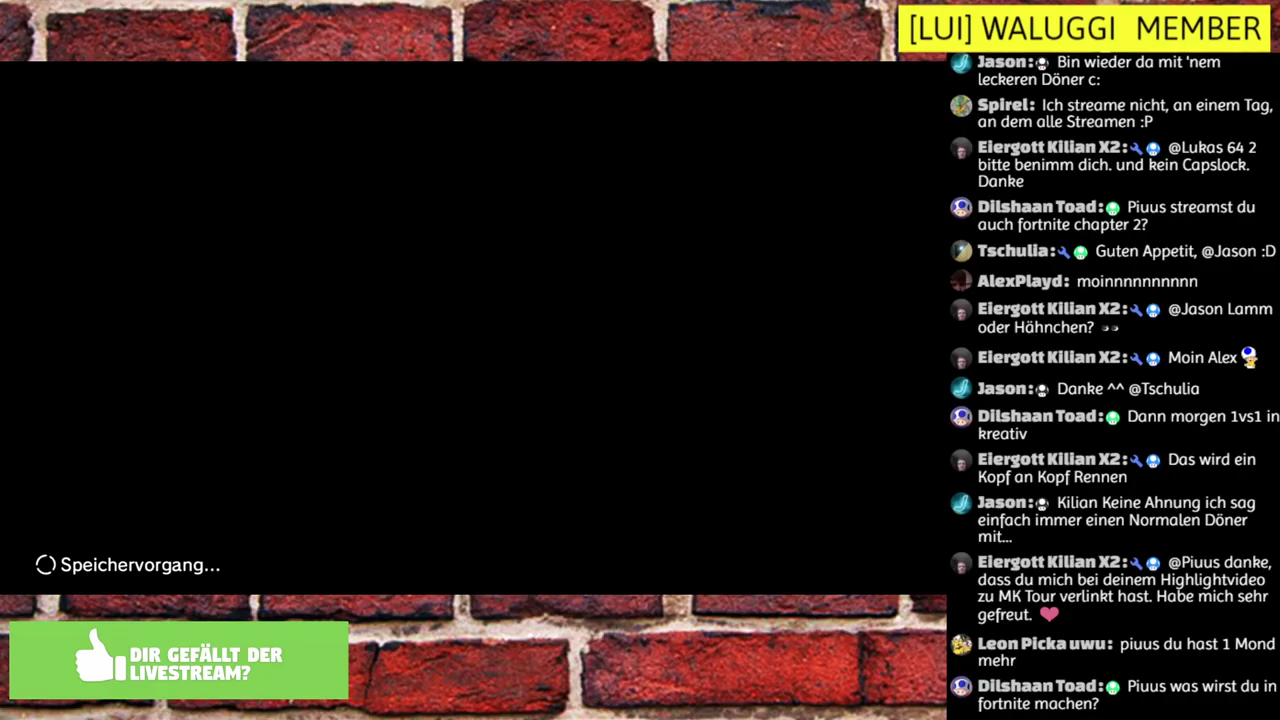 [LUI] WALUGGI MEMBER
Jason: Bin wieder da mit 'nem
leckeren Döner c:
Spirel: Ich streame nicht, an einem Tag,
an dem alle Streamen :P
Eiergott Kilian X2: @Lukas 64 2
bitte benimm dich. und kein Capslock.
Danke
Dilshaan Toad: Piuus streamst du
auch fortnite chapter 2?
Tschulia: Guten Appetit, @Jason :D
AlexPlayd: moinnnnnnnnnn
Eiergott Kilian X2: @Jason Lamm
oder Hähnchen?
Eiergott Kilian X2: Moin Alex
Jason: Danke ^^ @Tschulia
Dilshaan Toad: Dann morgen 1vs1 in
kreativ
Eiergott Kilian X2: Das wird ein
Kopf an Kopf Rennen
Jason: Kilian Keine Ahnung ich sag
einfach immer einen Normalen Döner
mit...
Eiergott Kilian X2: @Piuus danke,
dass du mich bei deinem Highlightvideo
zu MK Tour verlinkt hast. Habe mich sehr
gefreut.
Leon Picka uwu: piuus du hast 1 Mond
mehr
Dilshaan Toad: Piuus was wirst du in
fortnite machen?
Speichervorgang...
DIR GEFÄLLT DER
LIVESTREAM?